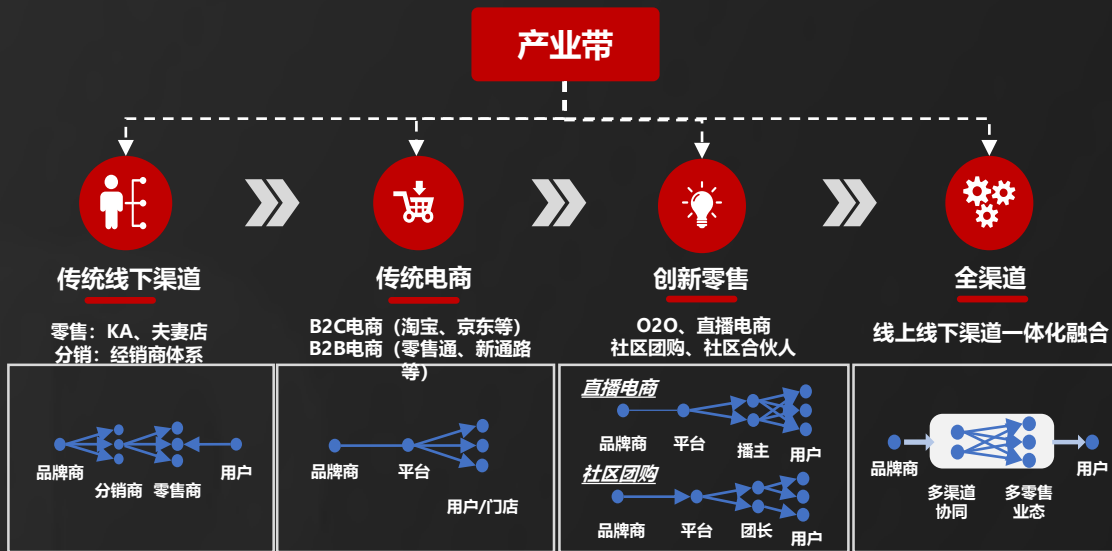 产业带
传统线下渠道
零售：KA、夫妻店
分销：经销商体系
品牌商
分销商
零售商
用户
传统电商
B2C电商（淘宝、京东等）
B2B电商（零售通、新通路
等）
品牌商
平台
用户/门店
创新零售
O2O、直播电商
社区团购、社区合伙人
直播电商
品牌商
平台
播主
用户
社区团购
品牌商
平台
团长
用户
全渠道
线上线下渠道一体化融合
品牌商
多渠道
协同
多零售
业态
用户